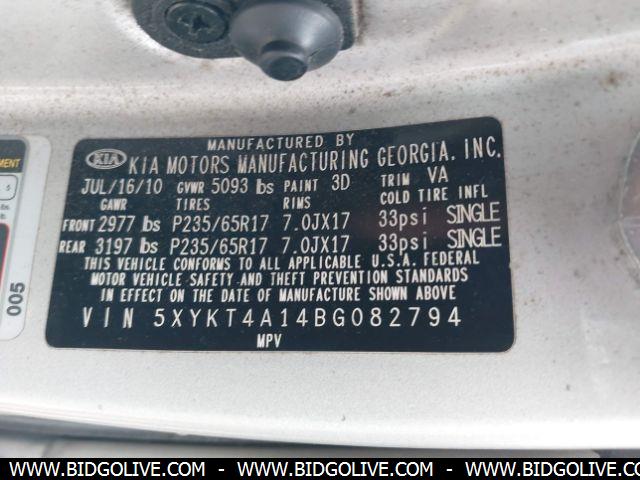 MANUFACTURED BY
KIA KIA MOTORS MANUFACTURING GEORGIA, INC.
JUL/16/10 GVWR 5093 lbs PAINT 3D TRIM VA
GAWR TIRES RIMS COLD TIRE INFL
FRONT 2977 lbs P235/65R17 7.0JX17 33psi SINGLE
REAR 3197 lbs P235/65R17 7.0JX17 33psi SINGLE
THIS VEHICLE CONFORMS TO ALL APPLICABLE U.S.A. FEDERAL
MOTOR VEHICLE SAFETY AND THEFT PREVENTION STANDARDS
IN EFFECT ON THE DATE OF MANUFACTURE SHOWN ABOVE.
VIN 5XYKT4A14BG082794
MPV
MENT
5
005
WWW.BIDGOLIVE.COM - WWW.BIDGOLIVE.COM - WWW.BIDGOLIVE.COM